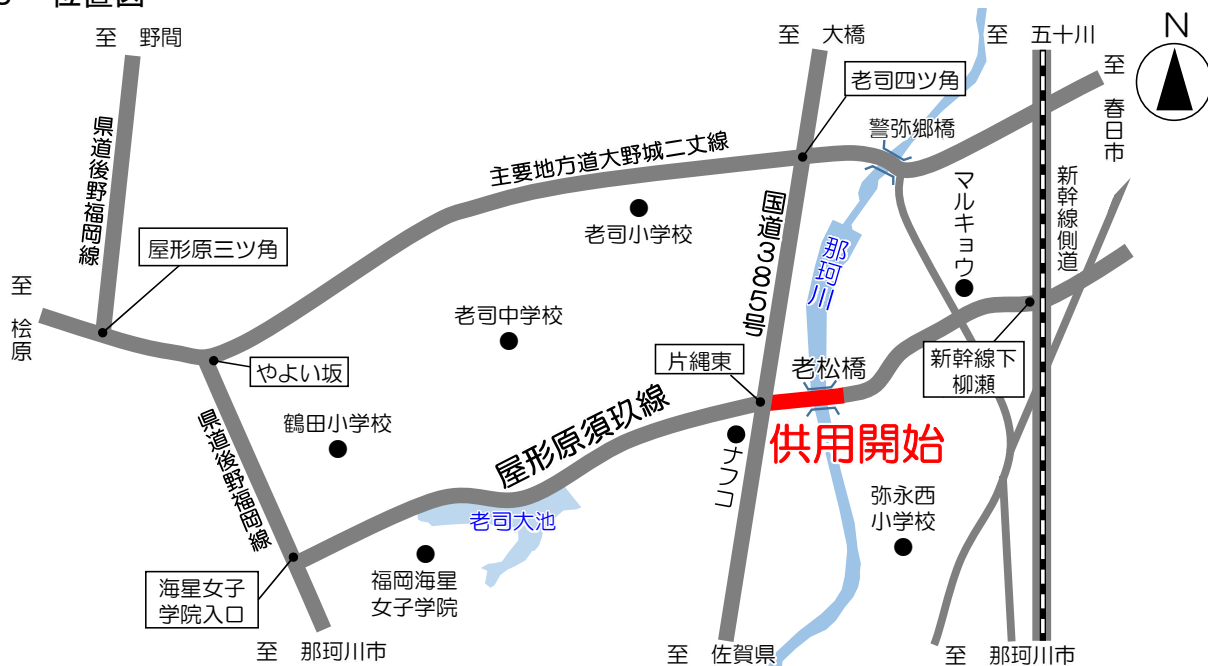 位置図
至 野間
至 大橋
至 五十川
N
至 春日市
老司四ツ角
警弥郷橋
県道後野福岡線
主要地方道大野城二丈線
国道385号
マルキョウ
新幹線側道
老司小学校
屋形原三ツ角
那珂川
至 桧原
老司中学校
やよい坂
片縄東
老松橋
新幹線下
柳瀬
鶴田小学校
県道後野福岡線
屋形原須玖線
供用開始
ナフコ
弥永西
小学校
老司大池
海星女子
学院入口
福岡海星
女子学院
至 那珂川市
至 佐賀県
至 那珂川市